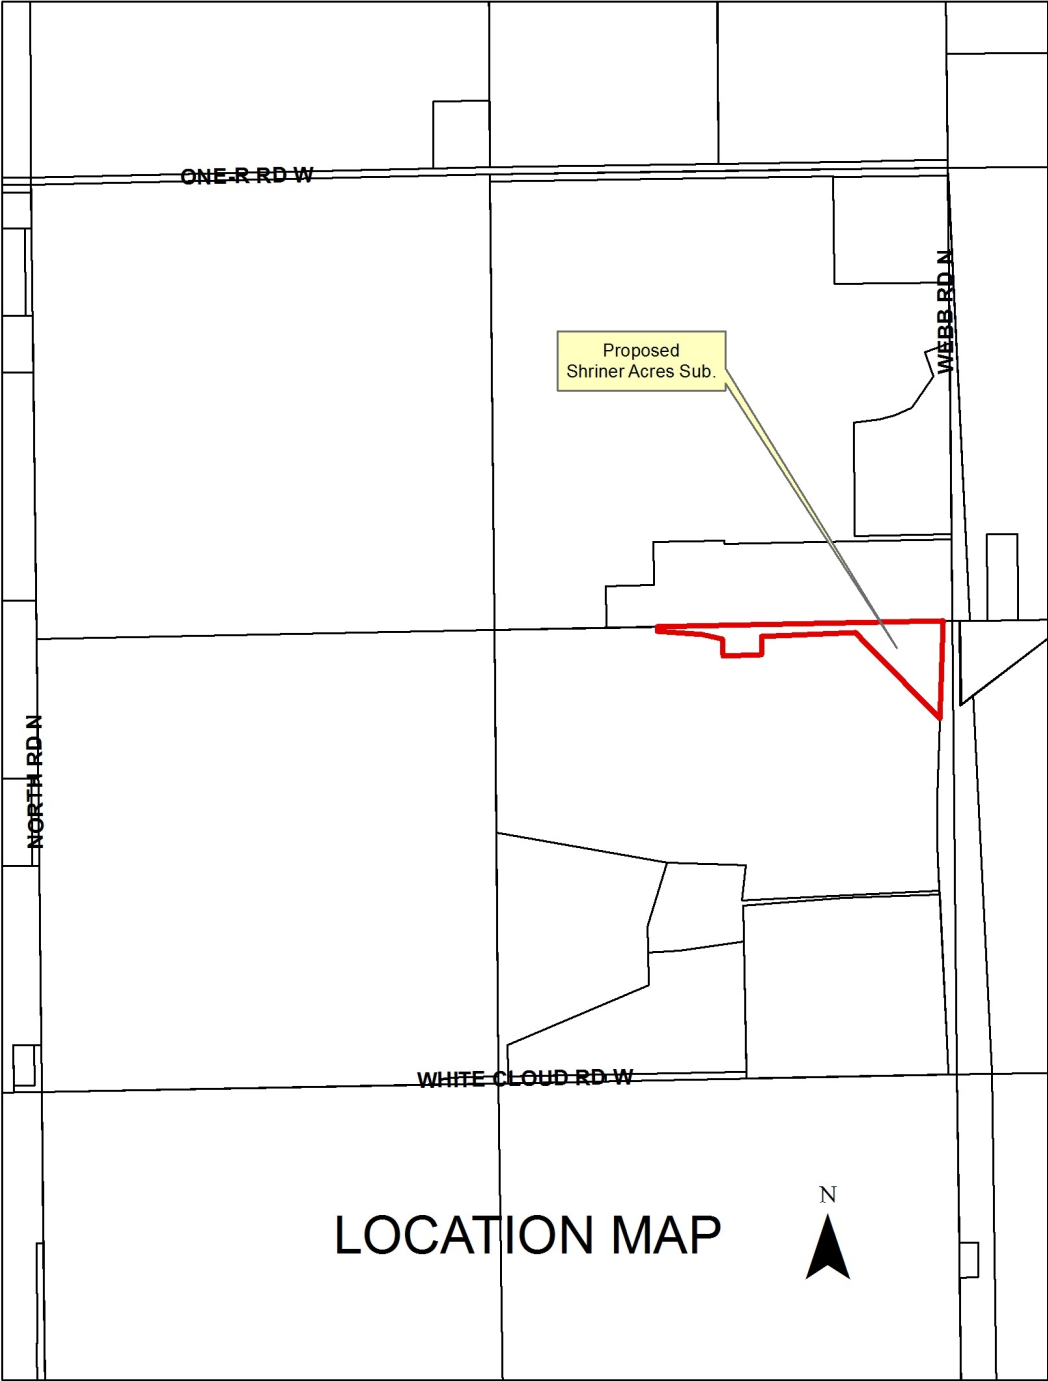 ONE-R RD W
WEBB RD N
Proposed
Shriner Acres Sub.
NORTH RD N
WHITE CLOUD RD W
N
LOCATION MAP